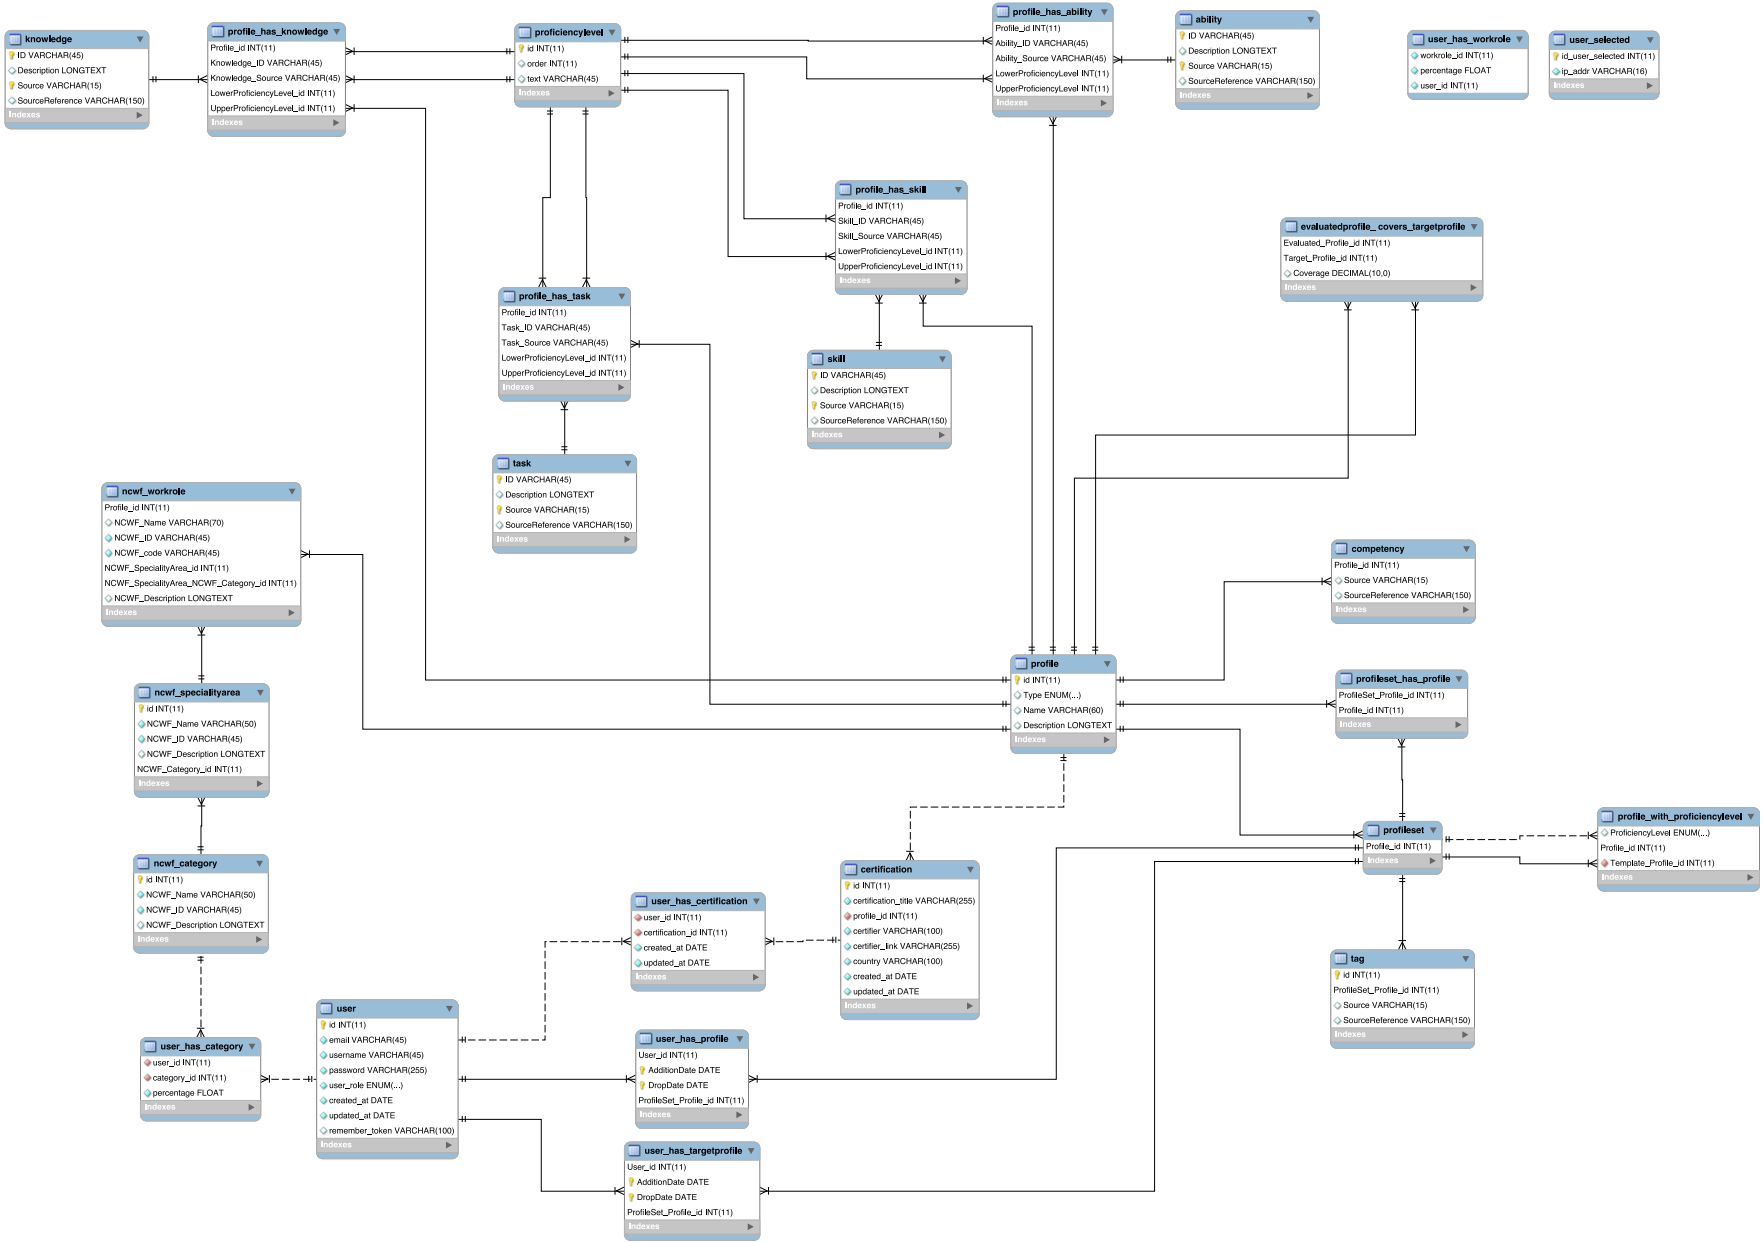 knowledge
ID VARCHAR(45)
Description LONGTEXT
Source VARCHAR(15)
SourceReference VARCHAR(150)
Indexes
profile_has_knowledge
Profile_id INT(11)
Knowledge_ID VARCHAR(45)
Knowledge_Source VARCHAR(45)
LowerProficiencyLevel_id INT(11)
UpperProficiencyLevel_id INT(11)
Indexes
proficiencylevel
id INT(11)
order INT(11)
text VARCHAR(45)
Indexes
profile_has_ability
Profile_id INT(11)
Ability_ID VARCHAR(45)
Ability_Source VARCHAR(45)
LowerProficiencyLevel INT(11)
UpperProficiencyLevel INT(11)
Indexes
ability
ID VARCHAR(45)
Description LONGTEXT
Source VARCHAR(15)
SourceReference VARCHAR(150)
Indexes
user_has_workrole
workrole_id INT(11)
percentage FLOAT
user_id INT(11)
user_selected
id_user_selected INT(11)
ip_addr VARCHAR(16)
Indexes
profile_has_skill
Profile_id INT(11)
Skill_ID VARCHAR(45)
Skill_Source VARCHAR(45)
LowerProficiencyLevel_id INT(11)
UpperProficiencyLevel_id INT(11)
Indexes
evaluatedprofile_ covers_targetprofile
Evaluated_Profile_id INT(11)
Target_Profile_id INT(11)
Coverage DECIMAL(10,0)
Indexes
profile_has_task
Profile_id INT(11)
Task_ID VARCHAR(45)
Task_Source VARCHAR(45)
LowerProficiencyLevel_id INT(11)
UpperProficiencyLevel_id INT(11)
Indexes
skill
ID VARCHAR(45)
Description LONGTEXT
Source VARCHAR(15)
SourceReference VARCHAR(150)
Indexes
task
ID VARCHAR(45)
Description LONGTEXT
Source VARCHAR(15)
SourceReference VARCHAR(150)
Indexes
ncwf_workrole
Profile_id INT(11)
NCWF_Name VARCHAR(70)
NCWF_ID VARCHAR(45)
NCWF_code VARCHAR(45)
NCWF_SpecialityArea_id INT(11)
NCWF_SpecialityArea_NCWF_Category_id INT(11)
NCWF_Description LONGTEXT
Indexes
competency
Profile_id INT(11)
Source VARCHAR(15)
SourceReference VARCHAR(150)
Indexes
profile
id INT(11)
Type ENUM(...)
Name VARCHAR(60)
Description LONGTEXT
Indexes
profileset_has_profile
ProfileSet_Profile_id INT(11)
Profile_id INT(11)
Indexes
ncwf_specialityarea
id INT(11)
NCWF_Name VARCHAR(50)
NCWF_ID VARCHAR(45)
NCWF_Description LONGTEXT
NCWF_Category_id INT(11)
Indexes
profileset
Profile_id INT(11)
Indexes
profile_with_proficiencylevel
ProficiencyLevel ENUM(...)
Profile_id INT(11)
Template_Profile_id INT(11)
Indexes
ncwf_category
id INT(11)
NCWF_Name VARCHAR(50)
NCWF_ID VARCHAR(45)
NCWF_Description LONGTEXT
Indexes
certification
id INT(11)
certification_title VARCHAR(255)
profile_id INT(11)
certifier VARCHAR(100)
certifier_link VARCHAR(255)
country VARCHAR(100)
created_at DATE
updated_at DATE
Indexes
user_has_certification
user_id INT(11)
certification_id INT(11)
created_at DATE
updated_at DATE
Indexes
tag
id INT(11)
ProfileSet_Profile_id INT(11)
Source VARCHAR(15)
SourceReference VARCHAR(150)
Indexes
user
id INT(11)
email VARCHAR(45)
username VARCHAR(45)
password VARCHAR(255)
user_role ENUM(...)
created_at DATE
updated_at DATE
remember_token VARCHAR(100)
Indexes
user_has_category
user_id INT(11)
category_id INT(11)
percentage FLOAT
Indexes
user_has_profile
User_id INT(11)
AdditionDate DATE
DropDate DATE
ProfileSet_Profile_id INT(11)
Indexes
user_has_targetprofile
User_id INT(11)
AdditionDate DATE
DropDate DATE
ProfileSet_Profile_id INT(11)
Indexes